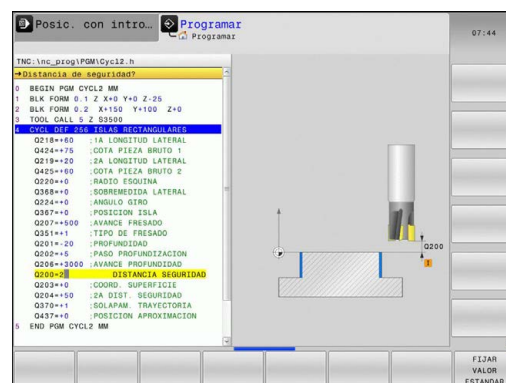 Posic. con intro… Programar
Programar
07:44
TNC:\nc_prog\PGM\Cycl2.h
→Distancia de seguridad?
0 BEGIN PGM CYCL2 MM
1 BLK FORM 0.1 Z X+0 Y+0 Z-25
2 BLK FORM 0.2 X+150 Y+100 Z+0
3 TOOL CALL 5 Z S3500
4 CYCL DEF 256 ISLAS RECTANGULARES
Q218=+60 ;1A LONGITUD LATERAL
Q424=+75 ;COTA PIEZA BRUTO 1
Q219=+20 ;2A LONGITUD LATERAL
Q425=+60 ;COTA PIEZA BRUTO 2
Q220=+0 ;RADIO ESQUINA
Q368=+0 ;SOBREMEDIDA LATERAL
Q224=+0 ;ANGULO GIRO
Q367=+0 ;POSICION ISLA
Q207=+500 ;AVANCE FRESADO
Q351=+1 ;TIPO DE FRESADO
Q201=-20 ;PROFUNDIDAD
Q202=+5 ;PASO PROFUNDIZACION
Q206=+3000 ;AVANCE PROFUNDIDAD
Q200=2 DISTANCIA SEGURIDAD
Q203=+0 ;COORD. SUPERFICIE
Q204=+50 ;2A DIST. SEGURIDAD
Q370=+1 ;SOLAPAM. TRAYECTORIA
Q437=+0 ;POSICION APROXIMACION
5 END PGM CYCL2 MM
Q200
I
FIJAR
VALOR
ESTANDAR